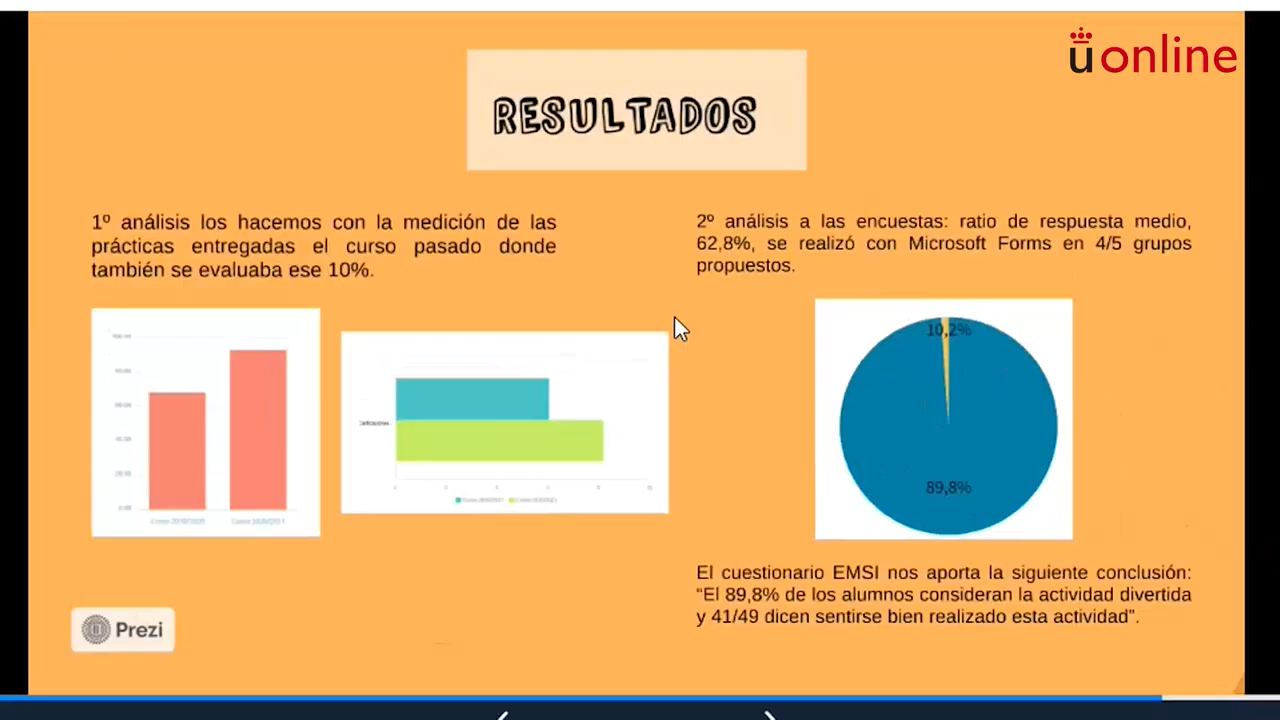 uonline
RESULTADOS
1º análisis los hacemos con la medición de las
prácticas entregadas el curso pasado donde
también se evaluaba ese 10%.
2º análisis a las encuestas: ratio de respuesta medio,
62,8%, se realizó con Microsoft Forms en 4/5 grupos
propuestos.
10,2%
89,8%
El cuestionario EMSI nos aporta la siguiente conclusión:
“El 89,8% de los alumnos consideran la actividad divertida
y 41/49 dicen sentirse bien realizado esta actividad”.
Prezi